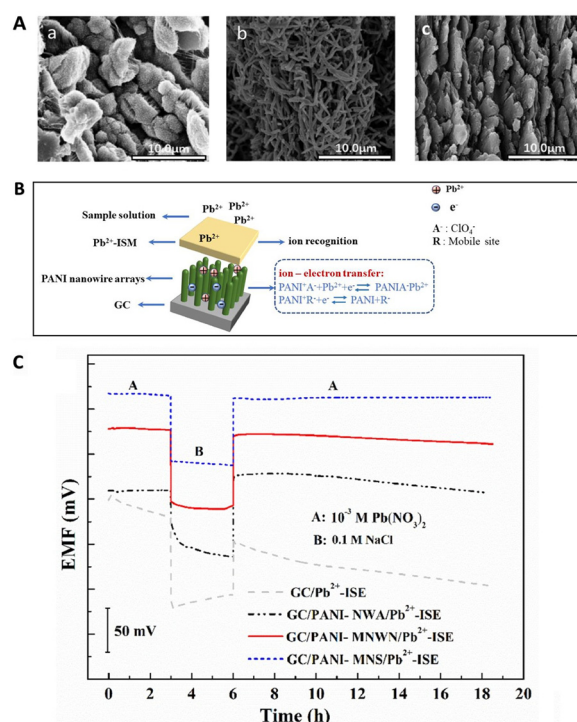 A
a
b
c
10.0μm
10.0μm
10.0μm
B
Sample solution
Pb²⁺
Pb²⁺
Pb²⁺
Pb²⁺-ISM
Pb²⁺
ion recognition
PANI nanowire arrays
GC
ion – electron transfer:
PANI⁺A⁻+Pb²⁺+e⁻ ⇌ PANIA⁻Pb²⁺
PANI⁺R⁻+e⁻ ⇌ PANI+R⁻
Pb²⁺
e⁻
A⁻ : ClO₄⁻
R : Mobile site
C
EMF (mV)
A
A
B
A: 10⁻³ M Pb(NO₃)₂
B: 0.1 M NaCl
GC/Pb²⁺-ISE
GC/PANI- NWA/Pb²⁺-ISE
GC/PANI- MNWN/Pb²⁺-ISE
GC/PANI- MNS/Pb²⁺-ISE
50 mV
0 2 4 6 8 10 12 14 16 18 20
Time (h)